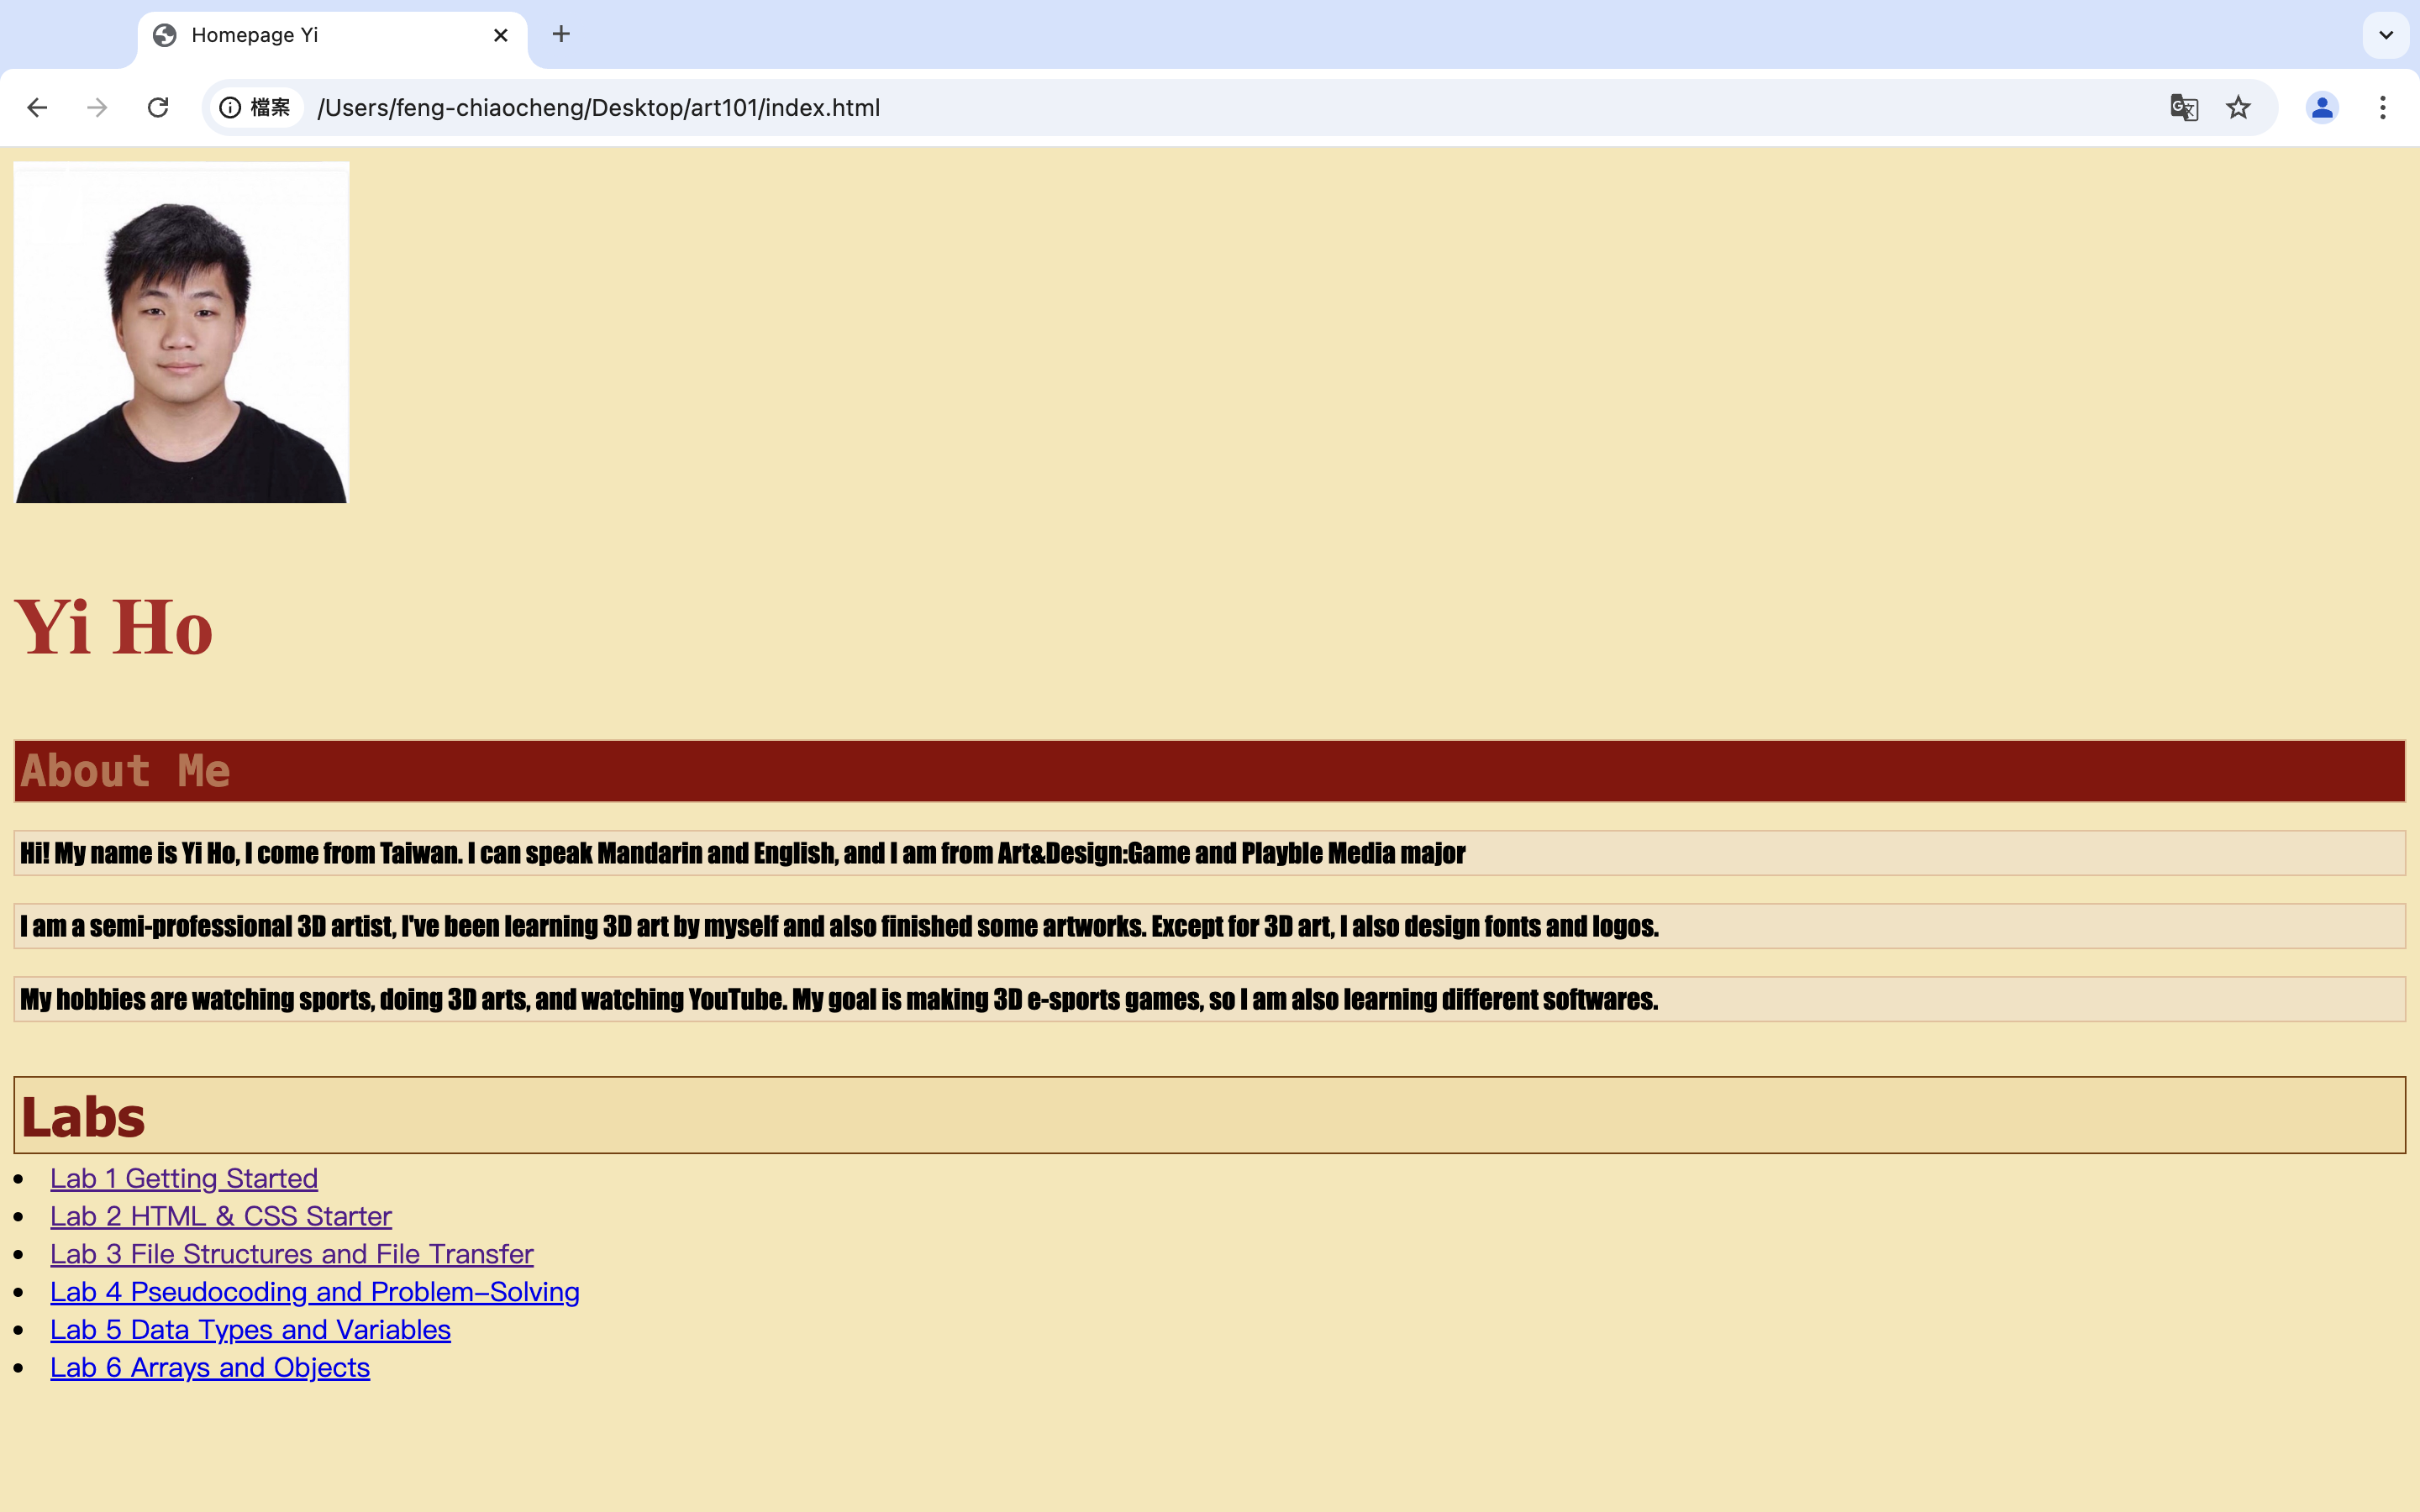 Homepage Yi
檔案 /Users/feng-chiaocheng/Desktop/art101/index.html
Yi Ho
About Me
Hi! My name is Yi Ho, I come from Taiwan. I can speak Mandarin and English, and I am from Art&Design:Game and Playble Media major
I am a semi-professional 3D artist, I've been learning 3D art by myself and also finished some artworks. Except for 3D art, I also design fonts and logos.
My hobbies are watching sports, doing 3D arts, and watching YouTube. My goal is making 3D e-sports games, so I am also learning different softwares.
Labs
Lab 1 Getting Started
Lab 2 HTML & CSS Starter
Lab 3 File Structures and File Transfer
Lab 4 Pseudocoding and Problem-Solving
Lab 5 Data Types and Variables
Lab 6 Arrays and Objects